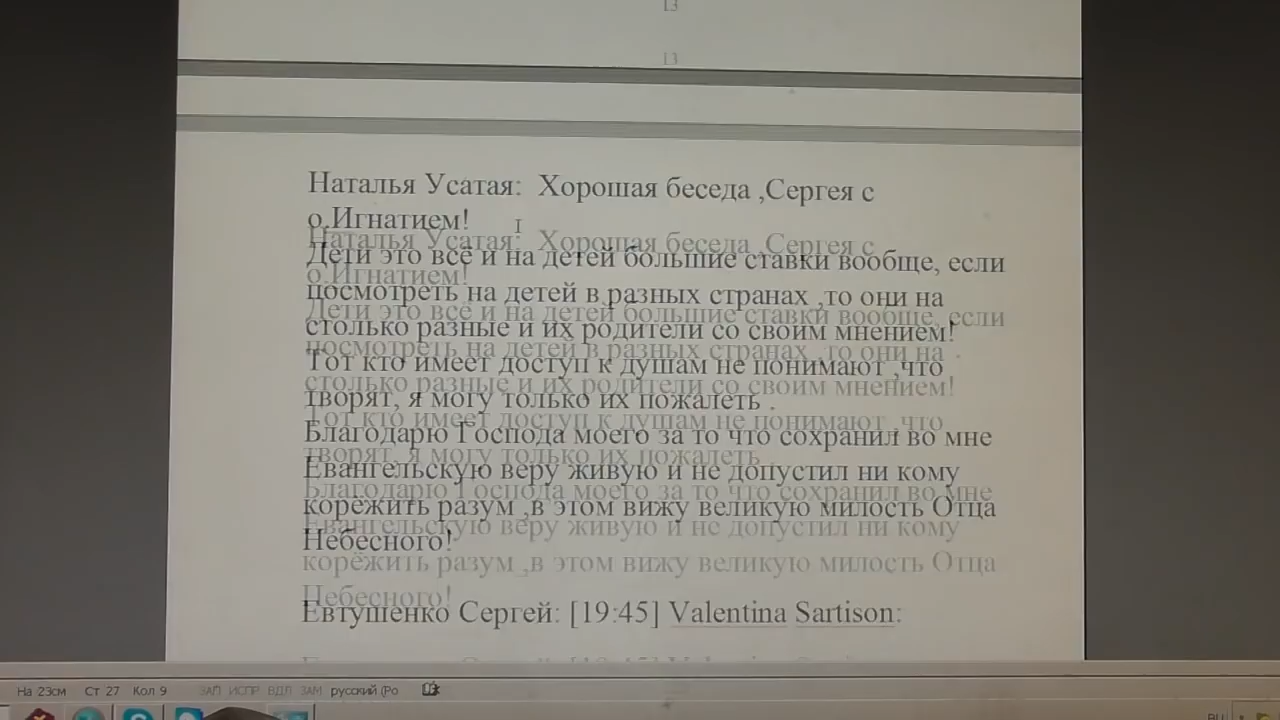 13
13
Наталья Усатая:  Хорошая беседа ,Сергея с
о.Игнатием!
Дети это всё и на детей большие ставки вообще, если
посмотреть на детей в разных странах ,то они на
столько разные и их родители со своим мнением!
Тот кто имеет доступ к душам не понимают ,что
творят, я могу только их пожалеть .
Благодарю Господа моего за то что сохранил во мне
Евангельскую веру живую и не допустил ни кому
корёжить разум ,в этом вижу великую милость Отца
Небесного!
Евтушенко Сергей: [19:45] Valentina Sartison:
На 23см Ст 27 Кол 9 ЗАП ИСПР ВДЛ ЗАМ русский (Ро
RU